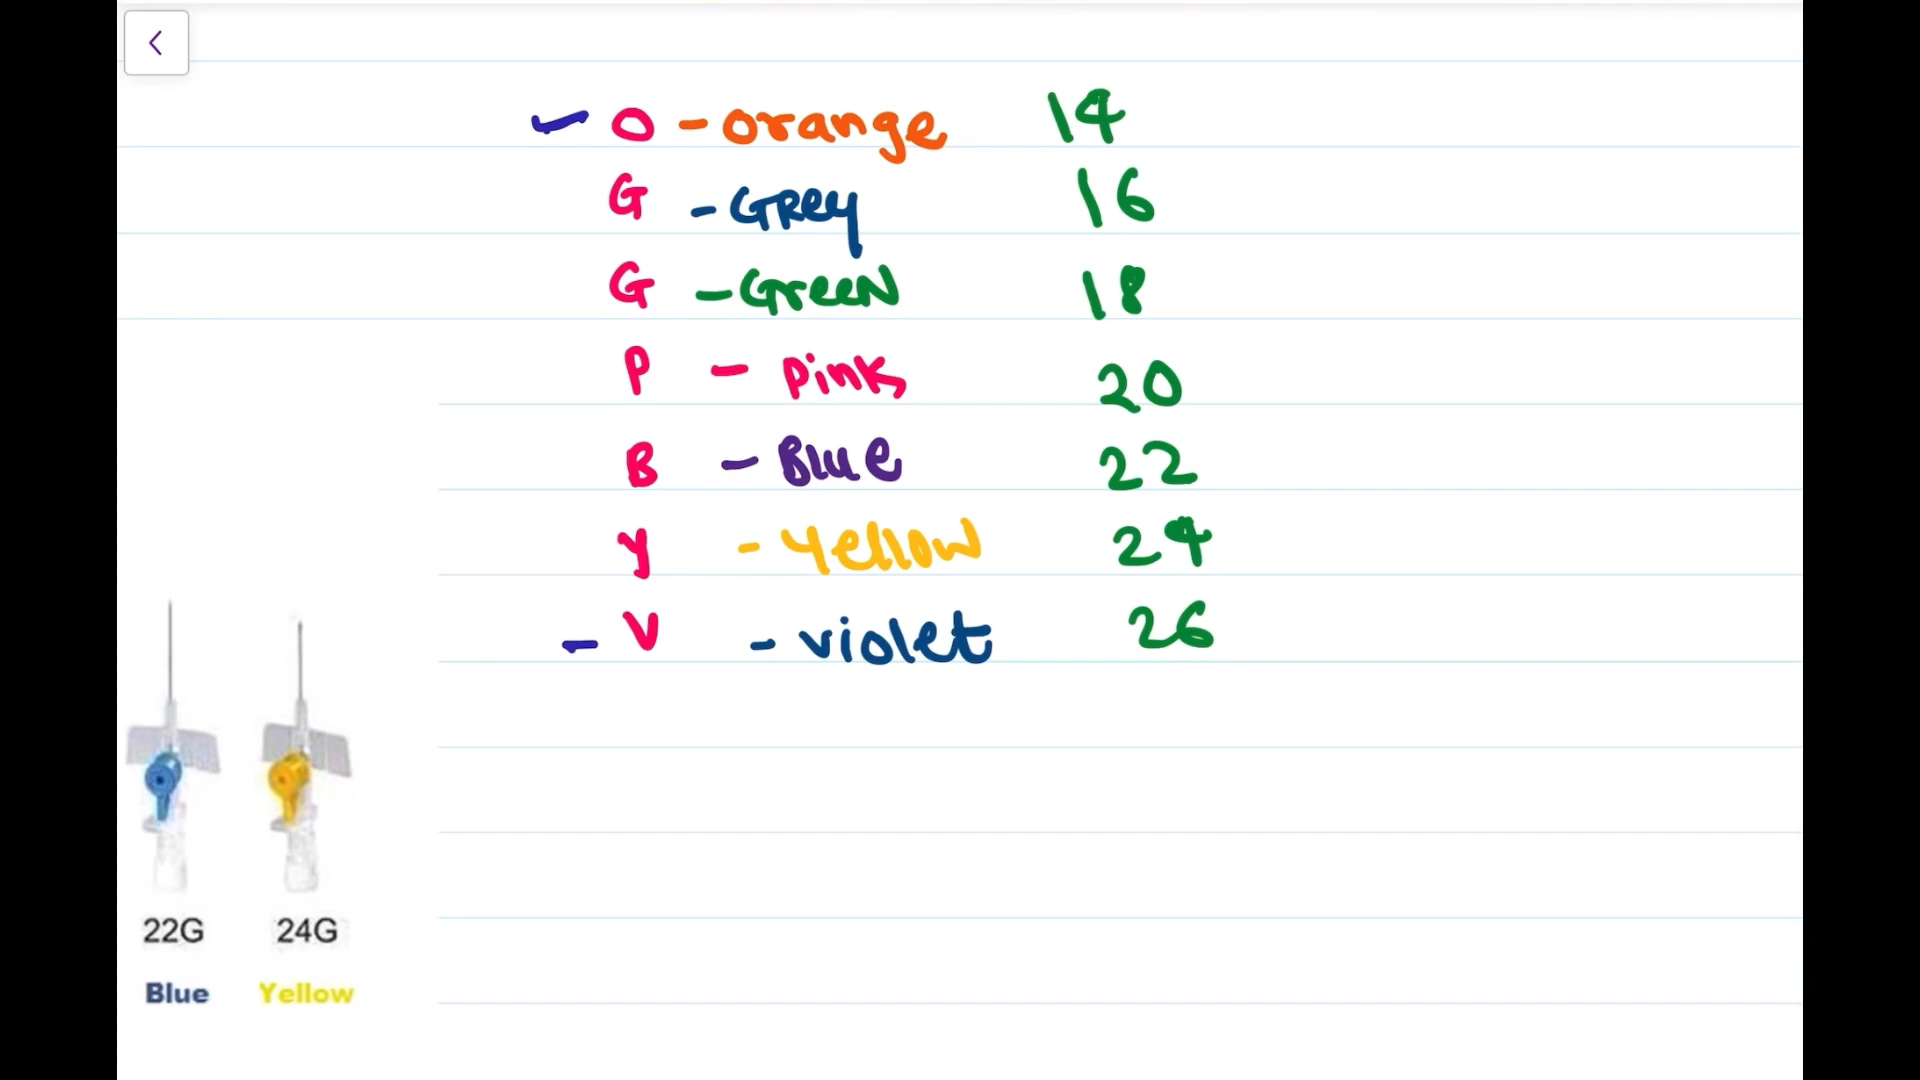 - O - orange 14
G - GRey 16
G - GreeN 18
P - Pink 20
B - Blue 22
y - yellow 24
- V - violet 26
22G 24G
Blue Yellow